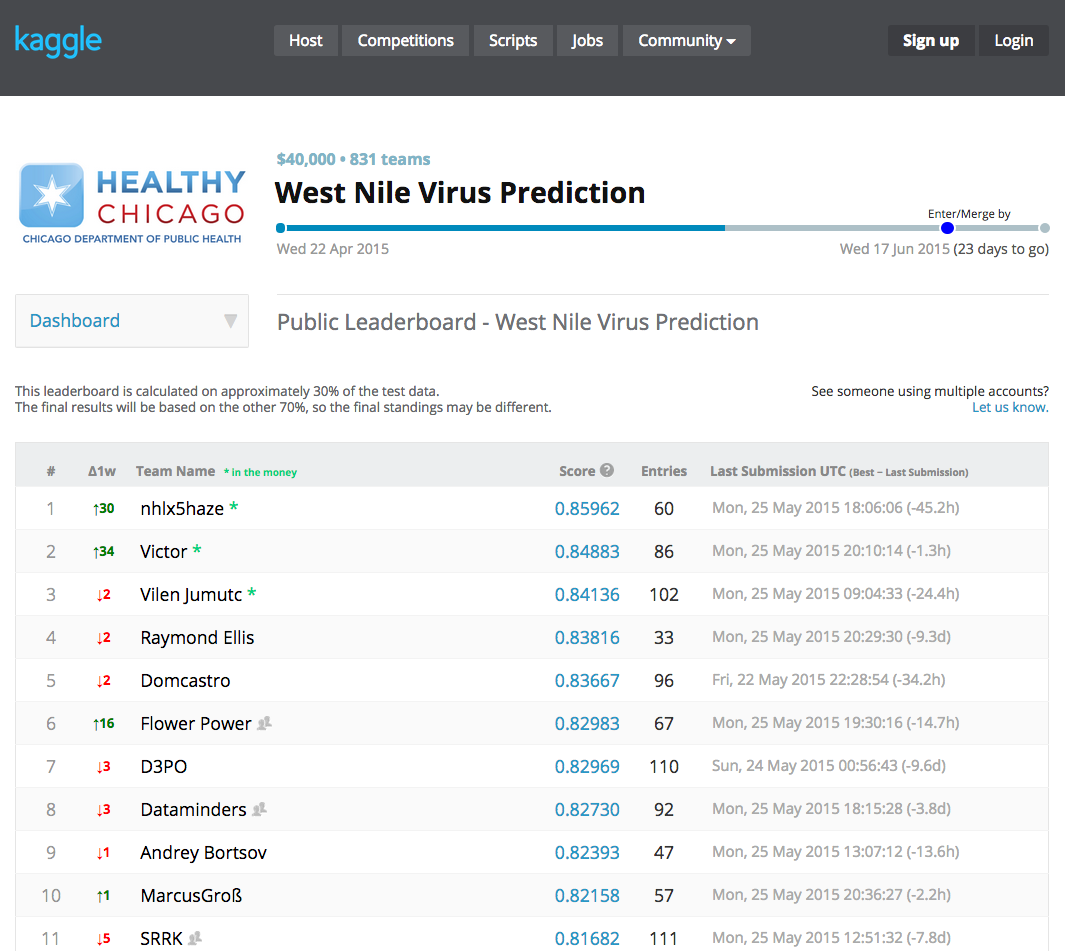 kaggle
Host Competitions Scripts Jobs Community Sign up Login
HEALTHY
CHICAGO
CHICAGO DEPARTMENT OF PUBLIC HEALTH
$40,000 • 831 teams
West Nile Virus Prediction
Enter/Merge by
Wed 22 Apr 2015 Wed 17 Jun 2015 (23 days to go)
Dashboard
Public Leaderboard - West Nile Virus Prediction
This leaderboard is calculated on approximately 30% of the test data.
The final results will be based on the other 70%, so the final standings may be different.
See someone using multiple accounts?
Let us know.
# Δ1w Team Name * in the money Score ? Entries Last Submission UTC (Best − Last Submission)
1 ↑30 nhlx5haze * 0.85962 60 Mon, 25 May 2015 18:06:06 (-45.2h)
2 ↑34 Victor * 0.84883 86 Mon, 25 May 2015 20:10:14 (-1.3h)
3 ↓2 Vilen Jumutc * 0.84136 102 Mon, 25 May 2015 09:04:33 (-24.4h)
4 ↓2 Raymond Ellis 0.83816 33 Mon, 25 May 2015 20:29:30 (-9.3d)
5 ↓2 Domcastro 0.83667 96 Fri, 22 May 2015 22:28:54 (-34.2h)
6 ↑16 Flower Power 0.82983 67 Mon, 25 May 2015 19:30:16 (-14.7h)
7 ↓3 D3PO 0.82969 110 Sun, 24 May 2015 00:56:43 (-9.6d)
8 ↓3 Dataminders 0.82730 92 Mon, 25 May 2015 18:15:28 (-3.8d)
9 ↓1 Andrey Bortsov 0.82393 47 Mon, 25 May 2015 13:07:12 (-13.6h)
10 ↑1 MarcusGroß 0.82158 57 Mon, 25 May 2015 20:36:27 (-2.2h)
11 ↓5 SRRK 0.81682 111 Mon, 25 May 2015 12:51:32 (-7.8d)